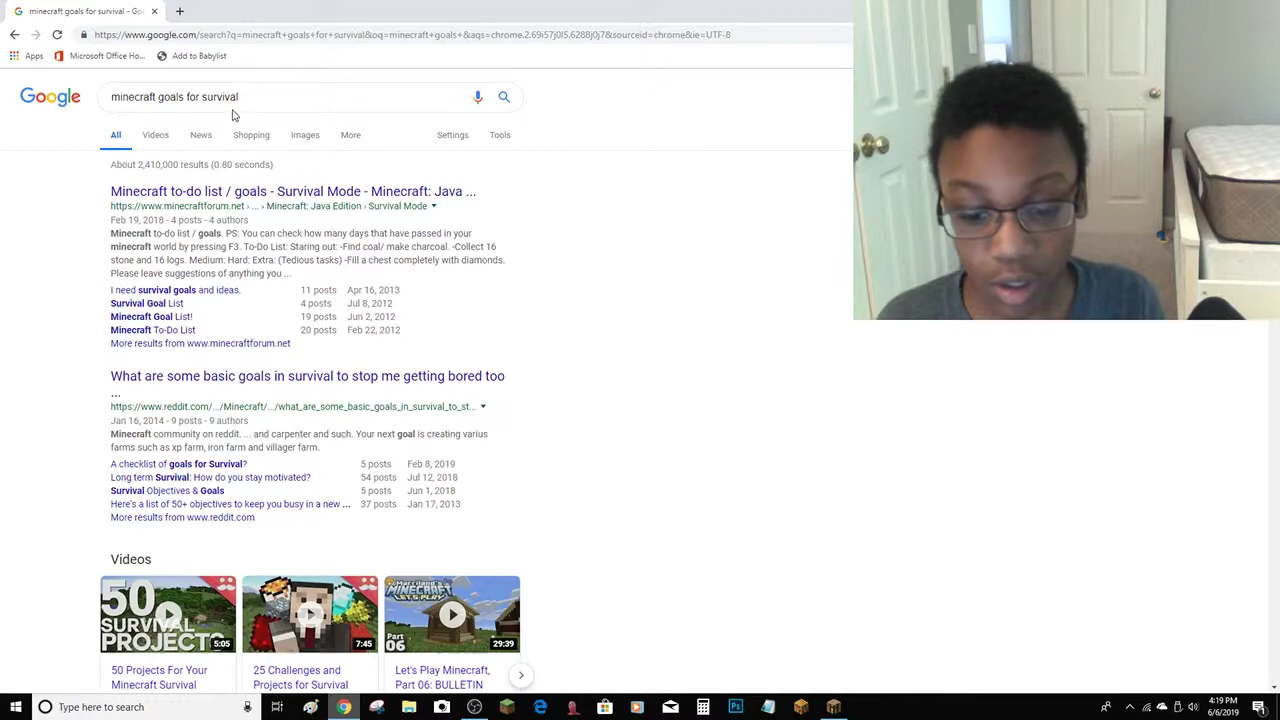 minecraft goals for survival - G
https://www.google.com/search?q=minecraft+goals+for+survival&oq=minecraft+goals+&aqs=chrome.2.69i57j0l5.6288j0j7&sourceid=chrome&ie=UTF-8
Apps Microsoft Office Ho... Add to Babylist
Google minecraft goals for survival
All Videos News Shopping Images More Settings Tools
About 2,410,000 results (0.80 seconds)
Minecraft to-do list / goals - Survival Mode - Minecraft: Java ...
https://www.minecraftforum.net › ... › Minecraft: Java Edition › Survival Mode
Feb 19, 2018 - 4 posts - 4 authors
Minecraft to-do list / goals. PS: You can check how many days that have passed in your
minecraft world by pressing F3. To-Do List: Staring out: -Find coal/ make charcoal. -Collect 16
stone and 16 logs. Medium: Hard: Extra: (Tedious tasks) -Fill a chest completely with diamonds.
Please leave suggestions of anything you ...
I need survival goals and ideas. 11 posts Apr 16, 2013
Survival Goal List 4 posts Jul 8, 2012
Minecraft Goal List! 19 posts Jun 2, 2012
Minecraft To-Do List 20 posts Feb 22, 2012
More results from www.minecraftforum.net
What are some basic goals in survival to stop me getting bored too
...
https://www.reddit.com/.../Minecraft/.../what_are_some_basic_goals_in_survival_to_st...
Jan 16, 2014 - 9 posts - 9 authors
Minecraft community on reddit. ... and carpenter and such. Your next goal is creating varius
farms such as xp farm, iron farm and villager farm.
A checklist of goals for Survival? 5 posts Feb 8, 2019
Long term Survival: How do you stay motivated? 54 posts Jul 12, 2018
Survival Objectives & Goals 5 posts Jun 1, 2018
Here's a list of 50+ objectives to keep you busy in a new ... 37 posts Jan 17, 2013
More results from www.reddit.com
Videos
50
SURVIVAL
PROJECTS
5:05
7:45
Marriland's
MINECRAFT
LET'S PLAY
Part
06
29:39
50 Projects For Your
Minecraft Survival
25 Challenges and
Projects for Survival
Let's Play Minecraft,
Part 06: BULLETIN
Type here to search
Ps
4:19 PM
6/6/2019